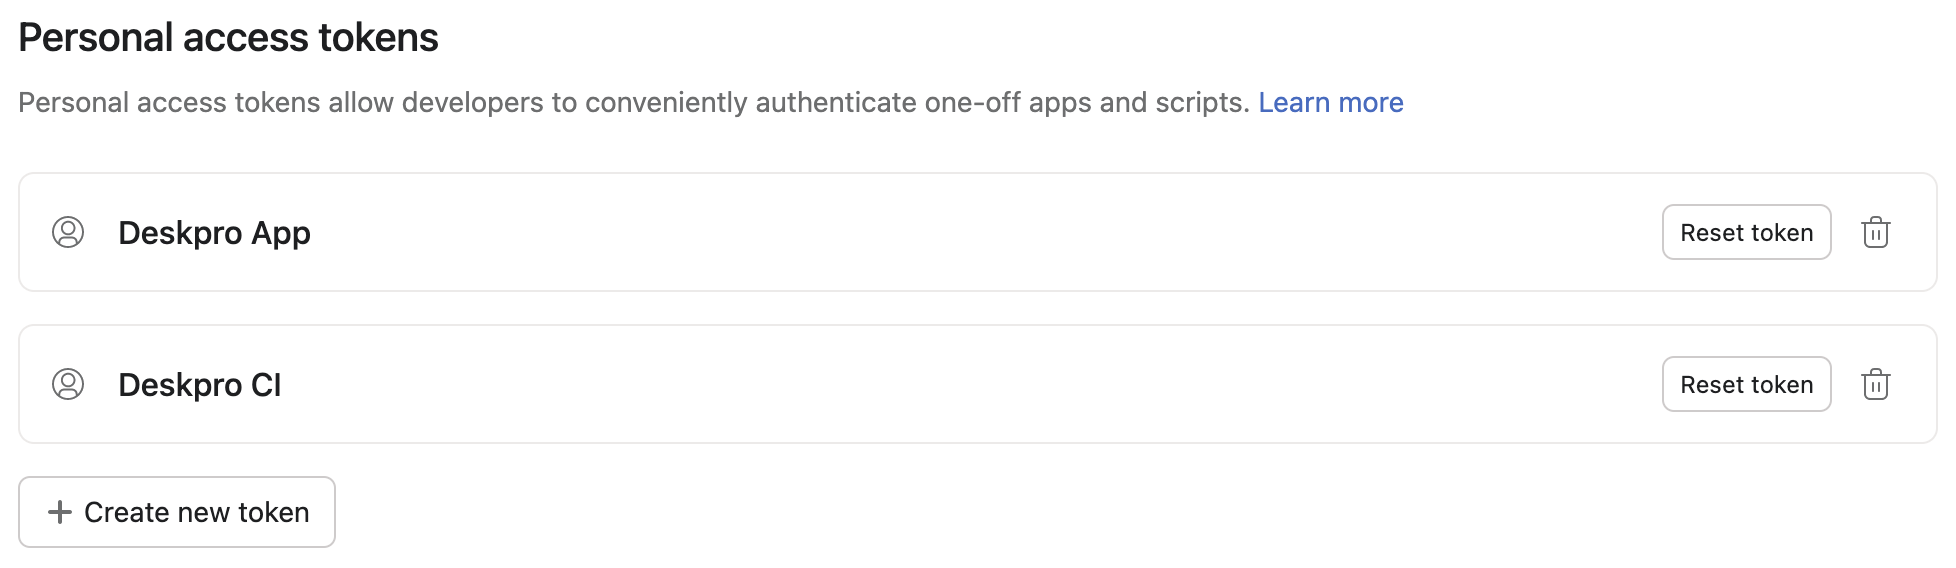 Personal access tokens
Personal access tokens allow developers to conveniently authenticate one-off apps and scripts. Learn more
Deskpro App
Reset token
Deskpro CI
Reset token
Create new token